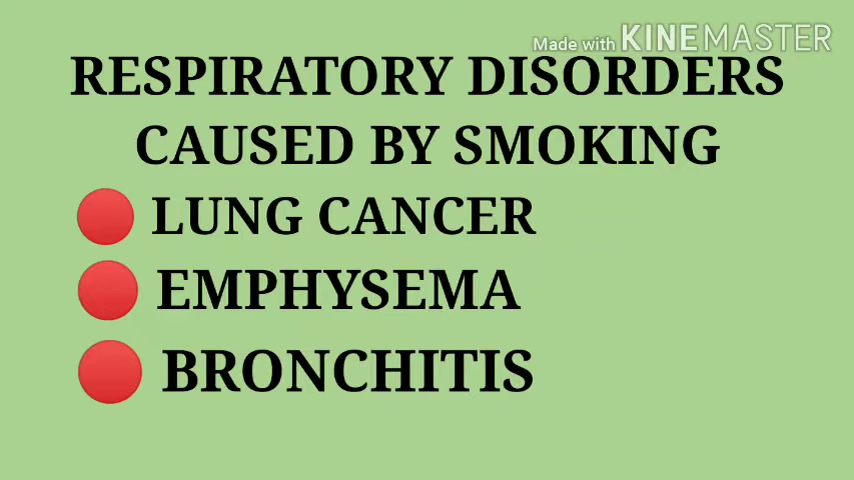 Made with KINEMASTER
RESPIRATORY DISORDERS
CAUSED BY SMOKING
LUNG CANCER
EMPHYSEMA
BRONCHITIS